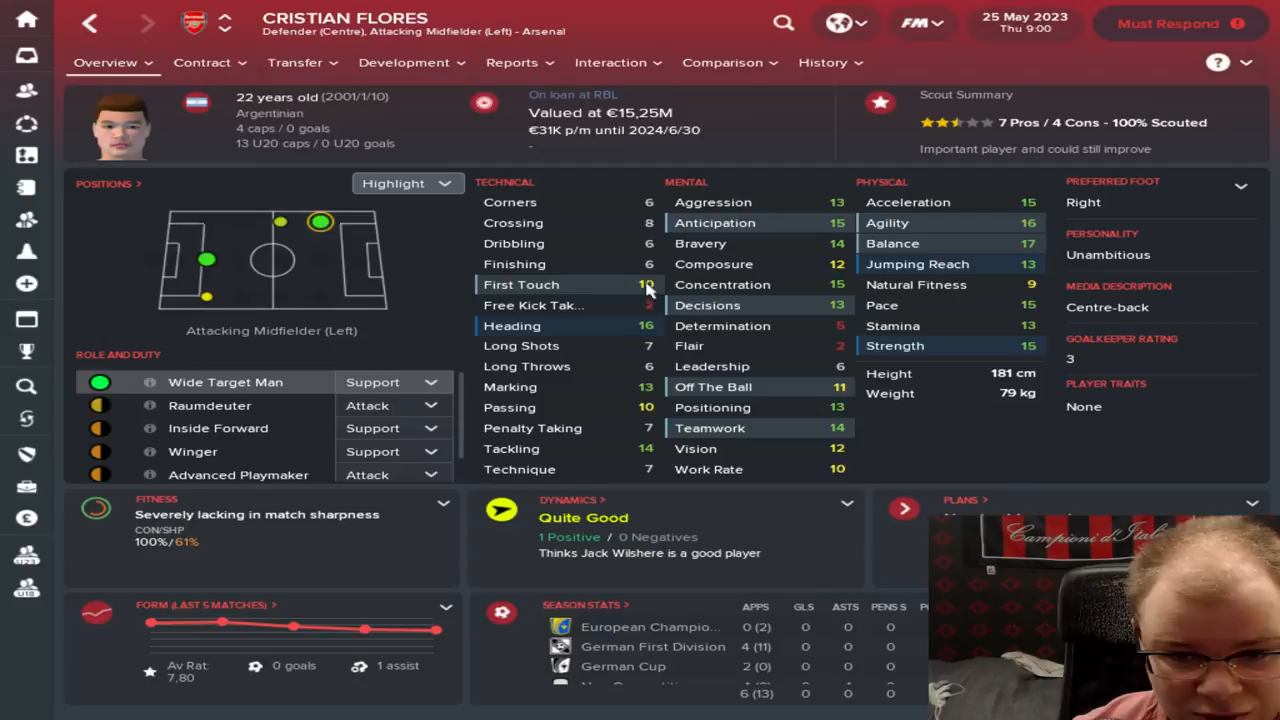 CRISTIAN FLORES
Defender (Centre), Attacking Midfielder (Left) - Arsenal
FM
25 May 2023
Thu 9:00
Must Respond
Overview
Contract
Transfer
Development
Reports
Interaction
Comparison
History
?
22 years old (2001/1/10)
Argentinian
4 caps / 0 goals
13 U20 caps / 0 U20 goals
On loan at RBL
Valued at €15,25M
€31K p/m until 2024/6/30
-
Scout Summary
7 Pros / 4 Cons - 100% Scouted
Important player and could still improve
POSITIONS >
Highlight
Attacking Midfielder (Left)
ROLE AND DUTY
Wide Target Man Support
Raumdeuter Attack
Inside Forward Support
Winger Support
Advanced Playmaker Attack
TECHNICAL
Corners 6
Crossing 8
Dribbling 6
Finishing 6
First Touch
Free Kick Tak... 2
Heading 16
Long Shots 7
Long Throws 6
Marking 13
Passing 10
Penalty Taking 7
Tackling 14
Technique 7
MENTAL
Aggression 13
Anticipation 15
Bravery 14
Composure 12
Concentration 15
Decisions 13
Determination 5
Flair 2
Leadership 6
Off The Ball 11
Positioning 13
Teamwork 14
Vision 12
Work Rate 10
PHYSICAL
Acceleration 15
Agility 16
Balance 17
Jumping Reach 13
Natural Fitness 9
Pace 15
Stamina 13
Strength 15
Height 181 cm
Weight 79 kg
PREFERRED FOOT
Right
PERSONALITY
Unambitious
MEDIA DESCRIPTION
Centre-back
GOALKEEPER RATING
3
PLAYER TRAITS
None
FITNESS
Severely lacking in match sharpness
CON/SHP
100%/61%
DYNAMICS >
Quite Good
1 Positive / 0 Negatives
Thinks Jack Wilshere is a good player
PLANS >
Campioni d'Ital
FORM (LAST 5 MATCHES) >
Av Rat:
7,80
0 goals
1 assist
SEASON STATS > APPS GLS ASTS PENS S
European Champio... 0 (2) 0 0 0
German First Division 4 (11) 0 0 0
German Cup 2 (0) 0 0 0
6 (13) 0 0 0
U23
U18